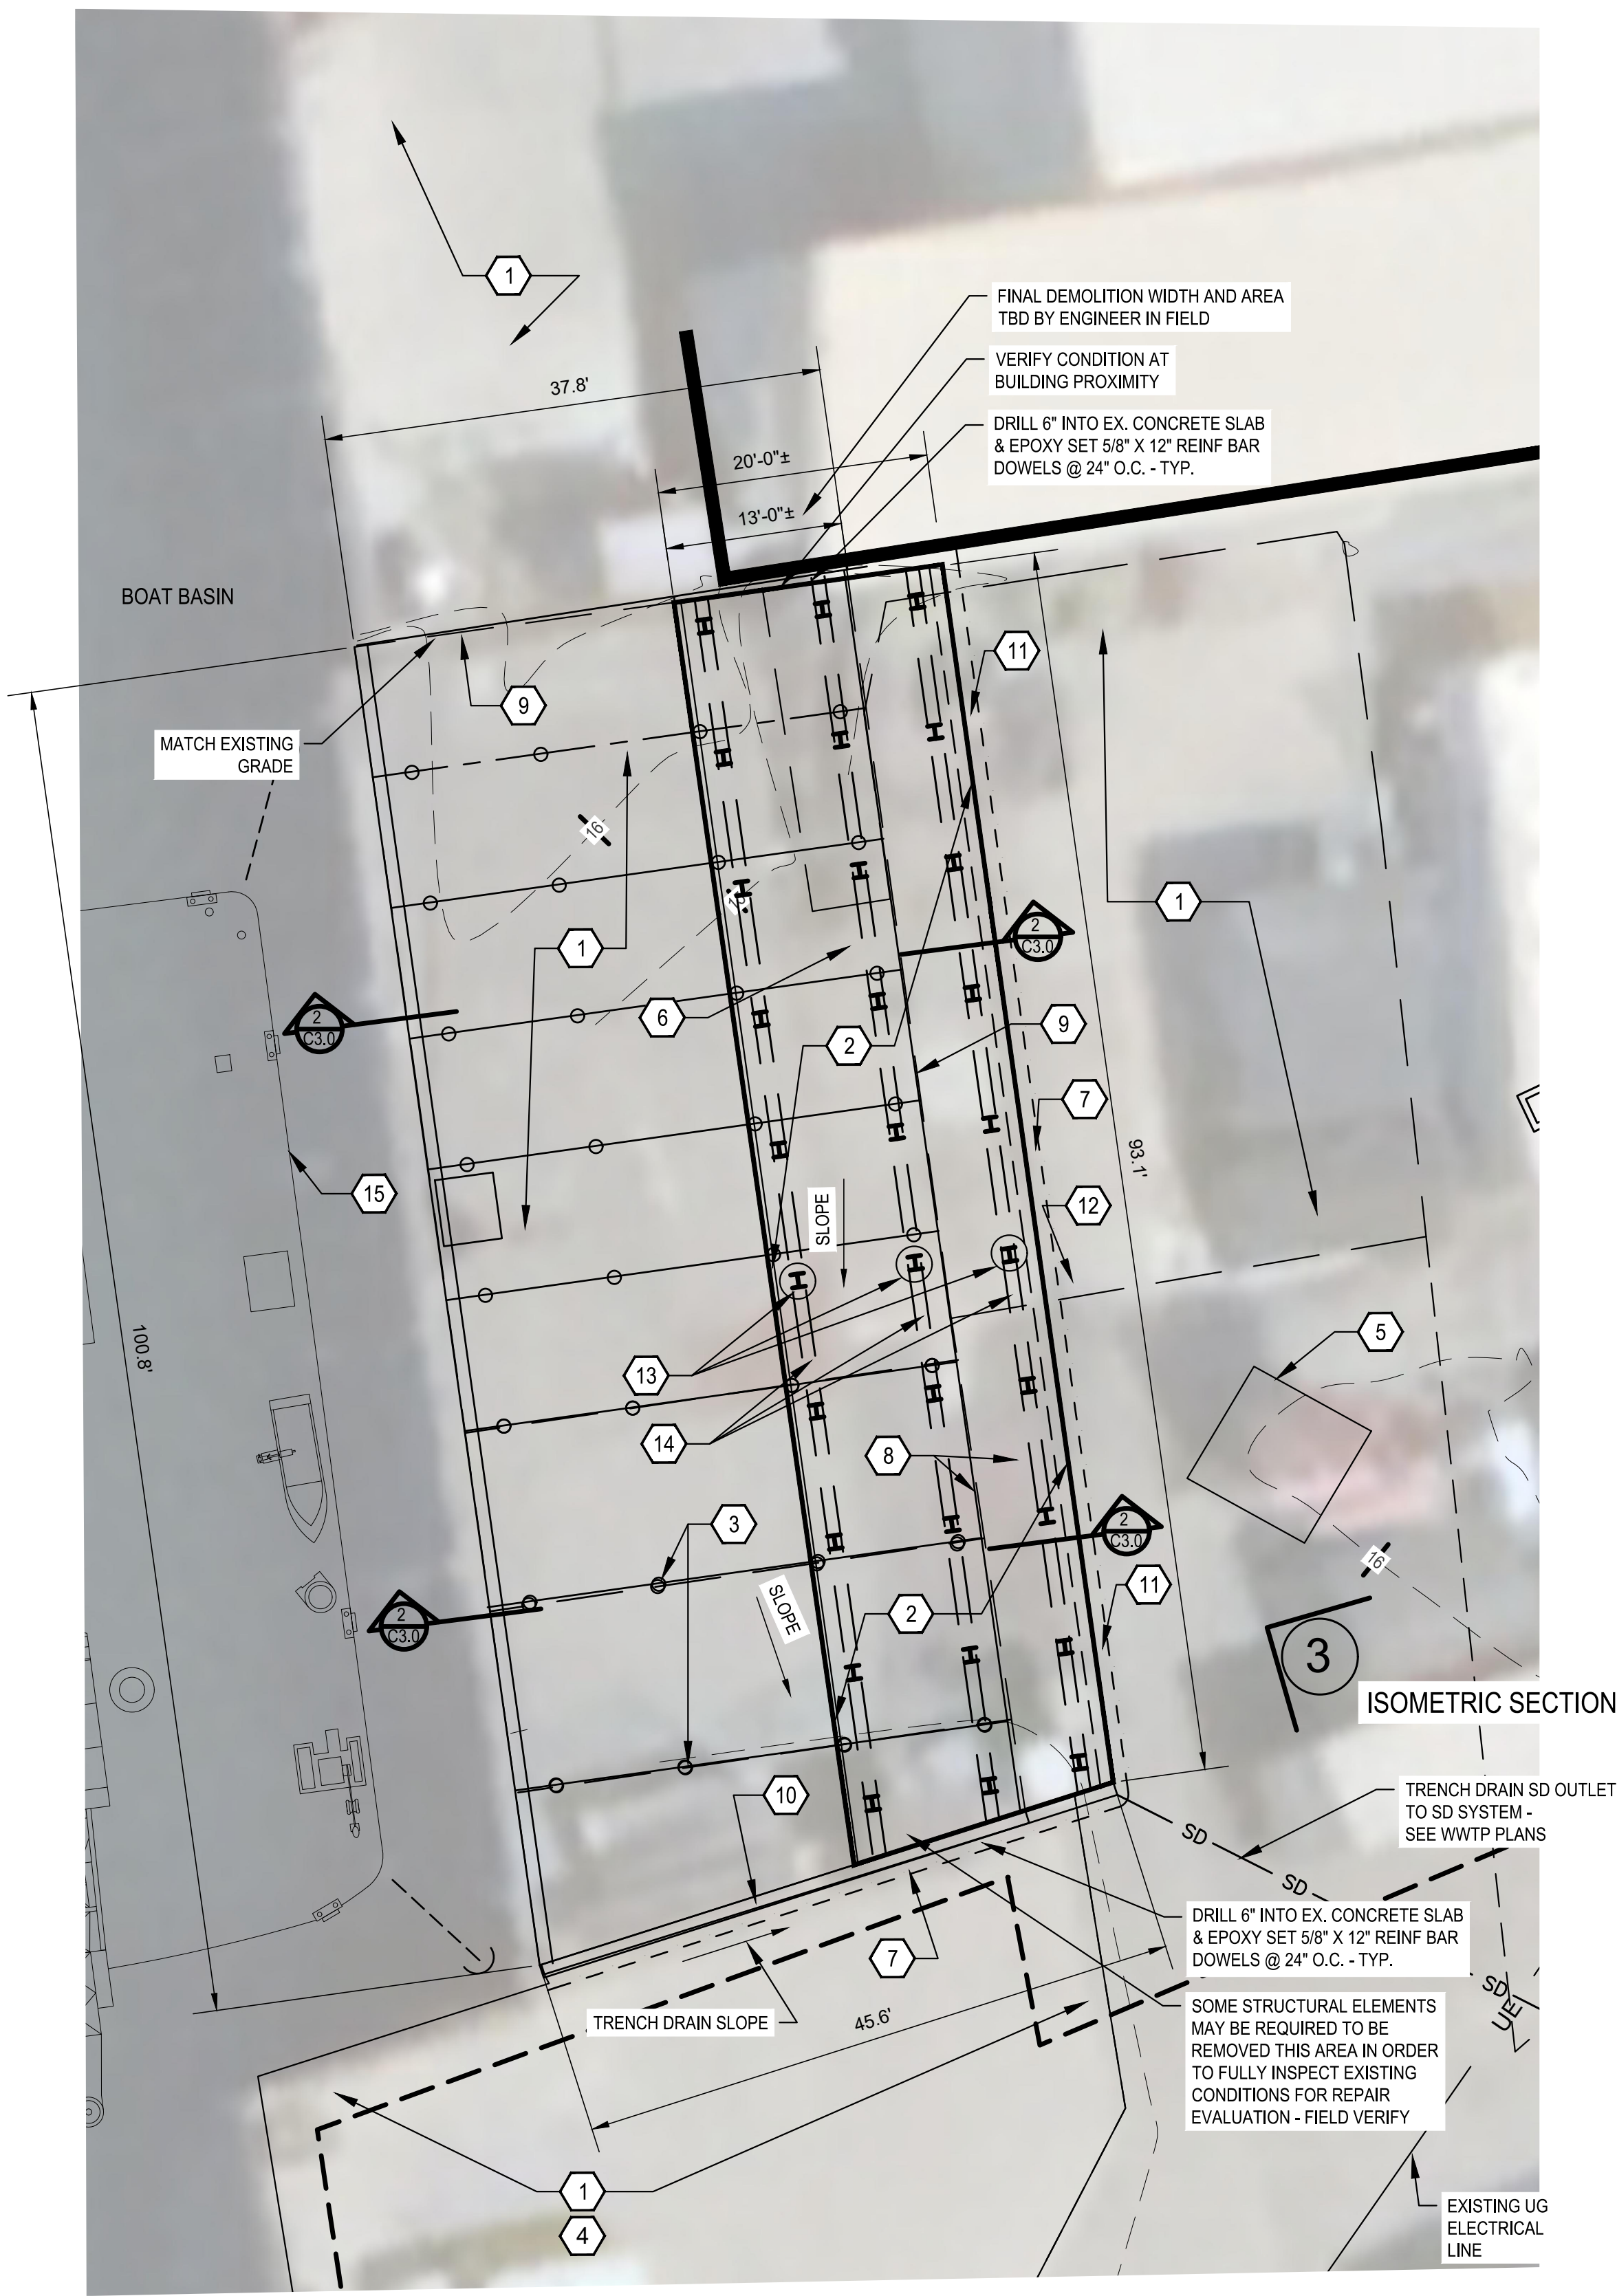 1
FINAL DEMOLITION WIDTH AND AREA
TBD BY ENGINEER IN FIELD
VERIFY CONDITION AT
BUILDING PROXIMITY
37.8'
DRILL 6" INTO EX. CONCRETE SLAB
& EPOXY SET 5/8" X 12" REINF BAR
DOWELS @ 24" O.C. - TYP.
20'-0"±
13'-0"±
BOAT BASIN
11
9
MATCH EXISTING
GRADE
16
1
1
2
C3.0
2
C3.0
6
9
2
7
93.1'
15
12
SLOPE
100.8'
5
13
14
8
3
2
C3.0
16
11
SLOPE
2
2
C3.0
3
ISOMETRIC SECTION
10
TRENCH DRAIN SD OUTLET
TO SD SYSTEM -
SEE WWTP PLANS
SD
SD
DRILL 6" INTO EX. CONCRETE SLAB
& EPOXY SET 5/8" X 12" REINF BAR
DOWELS @ 24" O.C. - TYP.
7
SD
UE
TRENCH DRAIN SLOPE
45.6'
SOME STRUCTURAL ELEMENTS
MAY BE REQUIRED TO BE
REMOVED THIS AREA IN ORDER
TO FULLY INSPECT EXISTING
CONDITIONS FOR REPAIR
EVALUATION - FIELD VERIFY
1
4
EXISTING UG
ELECTRICAL
LINE